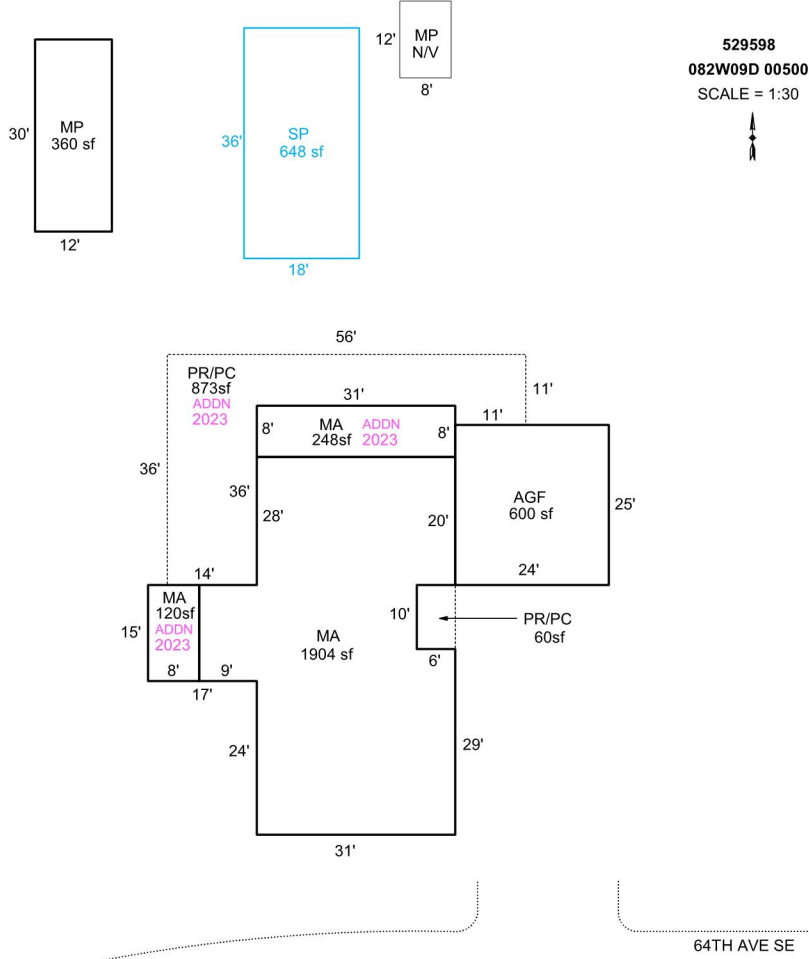 12'
MP
N/V
8'
529598
082W09D 00500
SCALE = 1:30
30'
MP
360 sf
12'
36'
SP
648 sf
18'
56'
PR/PC
873sf
ADDN
2023
11'
31'
11'
8'
MA
248sf
ADDN
2023
8'
36'
36'
28'
20'
AGF
600 sf
25'
14'
24'
MA
120sf
ADDN
2023
15'
8'
9'
17'
10'
PR/PC
60sf
MA
1904 sf
6'
24'
29'
31'
64TH AVE SE